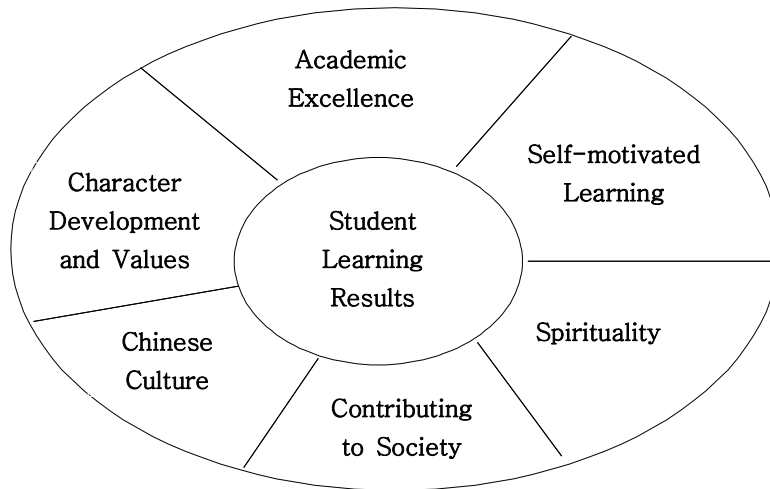 Academic
Excellence
Self-motivated
Learning
Character
Development
and Values
Student
Learning
Results
Spirituality
Chinese
Culture
Contributing
to Society